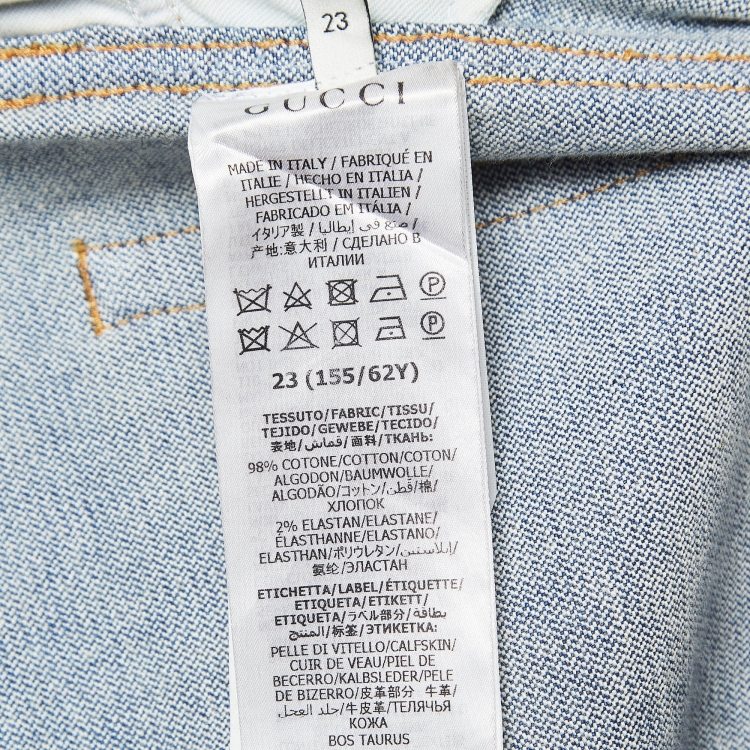 23
GUCCI
MADE IN ITALY / FABRIQUÉ EN
ITALIE / HECHO EN ITALIA /
HERGESTELLT IN ITALIEN /
FABRICADO EM ITÁLIA /
イタリア製 / صنع في إيطاليا /
产地:意大利 / СДЕЛАНО В
ИТАЛИИ
23 (155/62Y)
TESSUTO/FABRIC/TISSU/
TEJIDO/GEWEBE/TECIDO/
表地/قماش/面料/ТКАНЬ:
98% COTONE/COTTON/COTON/
ALGODON/BAUMWOLLE/
ALGODÃO/コットン/قطن/棉/
ХЛОПОК
2% ELASTAN/ELASTANE/
ÉLASTHANNE/ELASTANO/
ELASTHAN/ポリウレタン/إيلاستين/
氨纶/ЭЛАСТАН
ETICHETTA/LABEL/ÉTIQUETTE/
ETIQUETA/ETIKETT/
ETIQUETA/ラベル部分/بطاقة
المنتج/标签/ЭТИКЕТКА:
PELLE DI VITELLO/CALFSKIN/
CUIR DE VEAU/PIEL DE
BECERRO/KALBSLEDER/PELE
DE BIZERRO/皮革部分 牛革/
جلد العجل/牛皮革/ТЕЛЯЧЬЯ
КОЖА
BOS TAURUS